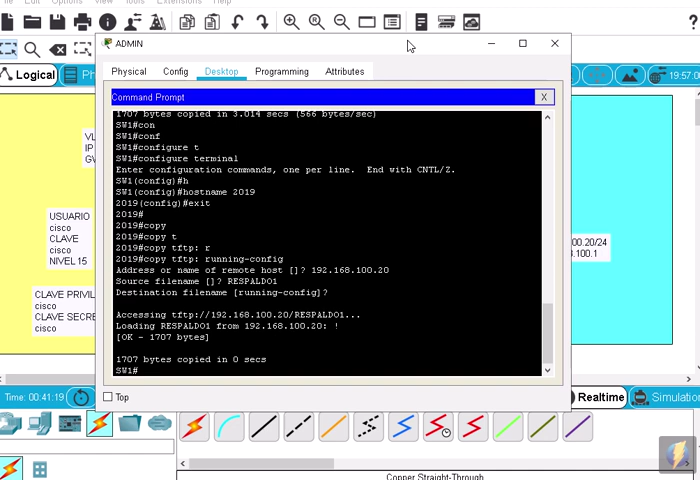 File Edit Options View Tools Extensions Help
?
Logical
Ph
19:57:0
ADMIN
Physical Config Desktop Programming Attributes
Command Prompt
X
1707 bytes copied in 3.014 secs (566 bytes/sec)
SW1#con
SW1#conf
SW1#configure t
SW1#configure terminal
Enter configuration commands, one per line. End with CNTL/Z.
SW1(config)#h
SW1(config)#hostname 2019
2019(config)#exit
2019#
2019#copy
2019#copy t
2019#copy tftp: r
2019#copy tftp: running-config
Address or name of remote host []? 192.168.100.20
Source filename []? RESPALDO1
Destination filename [running-config]?
Accessing tftp://192.168.100.20/RESPALDO1...
Loading RESPALDO1 from 192.168.100.20: !
[OK - 1707 bytes]
1707 bytes copied in 0 secs
SW1#
Top
VL
IP
GV
USUARIO
cisco
CLAVE
cisco
NIVEL 15
CLAVE PRIVIL
cisco
CLAVE SECRE
cisco
00.20/24
.100.1
Time: 00:41:19
Realtime
Simulation
Copper Straight-Through